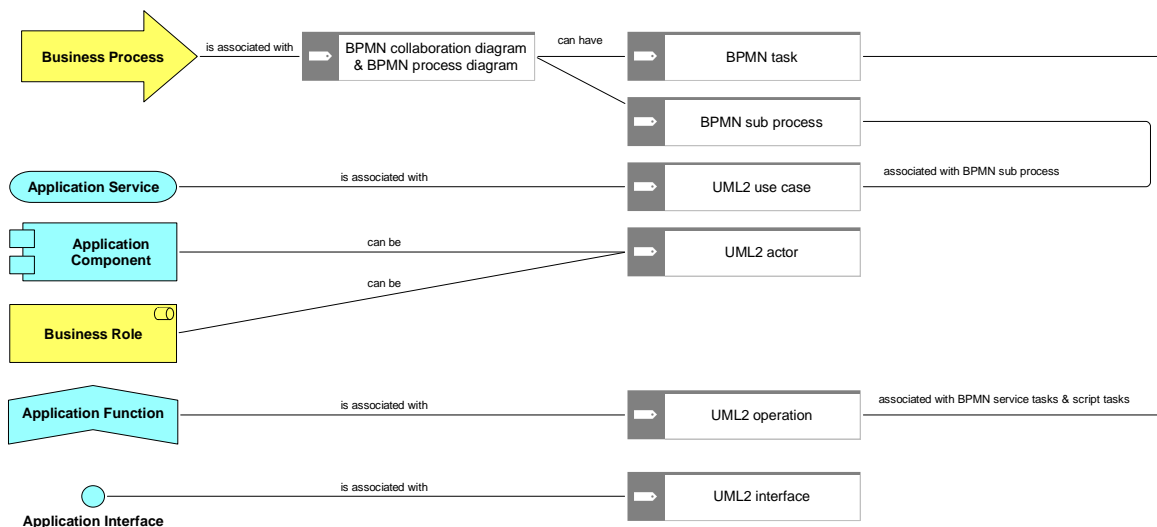 can have
Business Process
is associated with
BPMN collaboration diagram
& BPMN process diagram
BPMN task
BPMN sub process
Application Service
is associated with
UML2 use case
associated with BPMN sub process
Application
Component
can be
UML2 actor
can be
Business Role
Application Function
is associated with
UML2 operation
associated with BPMN service tasks & script tasks
is associated with
UML2 interface
Application Interface